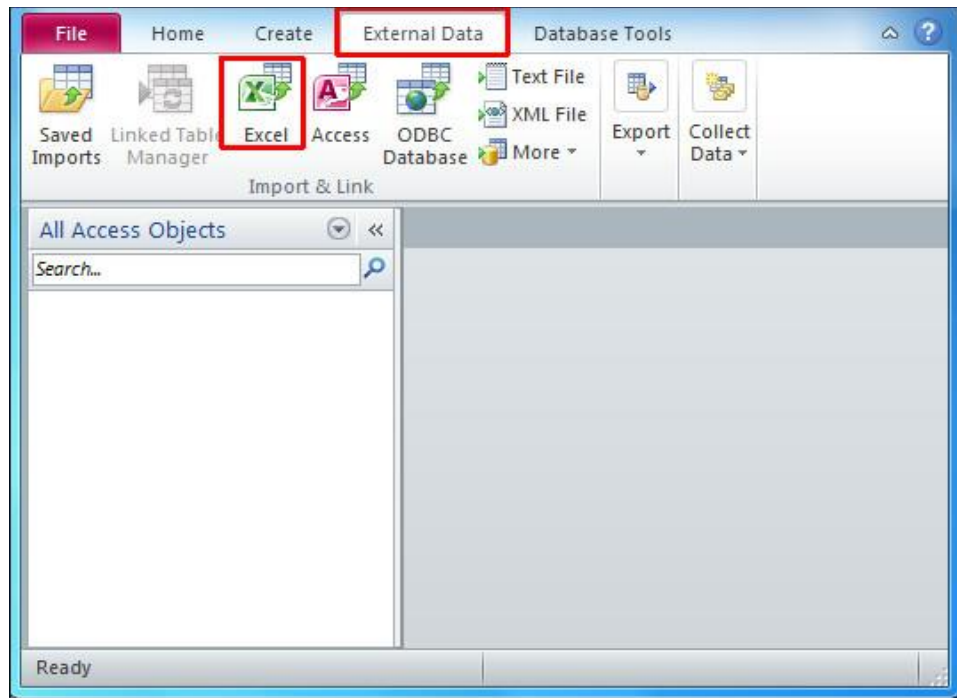 File Home Create External Data Database Tools
Text File
XML File
More
Saved Imports
Linked Table Manager
Excel
Access
ODBC Database
Export
Collect Data
Import & Link
All Access Objects
Search...
Ready